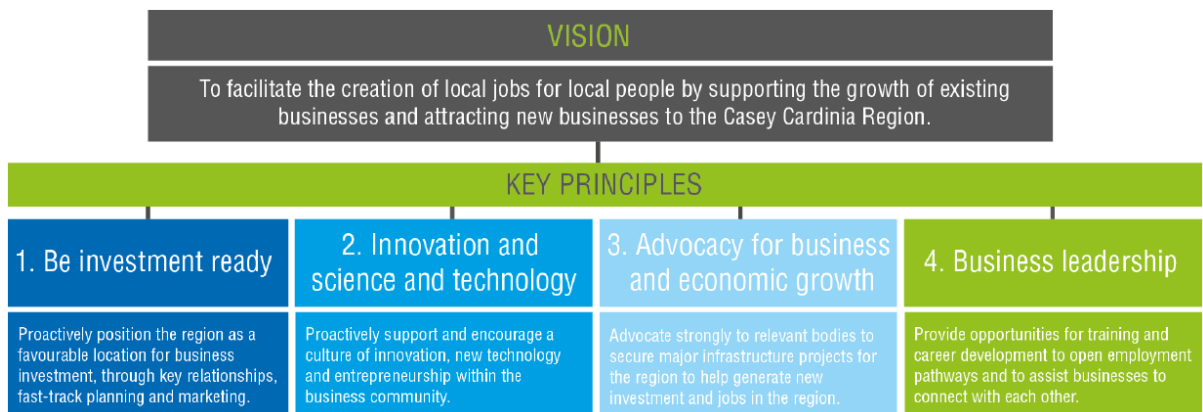 VISION
To facilitate the creation of local jobs for local people by supporting the growth of existing
businesses and attracting new businesses to the Casey Cardinia Region.
KEY PRINCIPLES
1. Be investment ready
Proactively position the region as a
favourable location for business
investment, through key relationships,
fast-track planning and marketing.
2. Innovation and
science and technology
Proactively support and encourage a
culture of innovation, new technology
and entrepreneurship within the
business community.
3. Advocacy for business
and economic growth
Advocate strongly to relevant bodies to
secure major infrastructure projects for
the region to help generate new
investment and jobs in the region.
4. Business leadership
Provide opportunities for training and
career development to open employment
pathways and to assist businesses to
connect with each other.